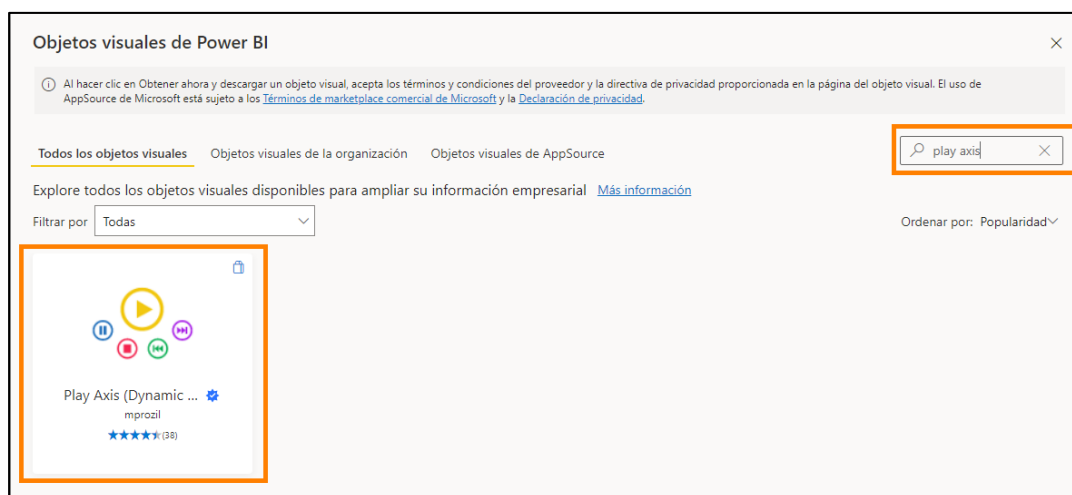 Objetos visuales de Power BI
Al hacer clic en Obtener ahora y descargar un objeto visual, acepta los términos y condiciones del proveedor y la directiva de privacidad proporcionada en la página del objeto visual. El uso de
AppSource de Microsoft está sujeto a los Términos de marketplace comercial de Microsoft y la Declaración de privacidad.
Todos los objetos visuales Objetos visuales de la organización Objetos visuales de AppSource
play axis
Explore todos los objetos visuales disponibles para ampliar su información empresarial Más información
Filtrar por Todas
Ordenar por: Popularidad
Play Axis (Dynamic ...
mprozil
(38)